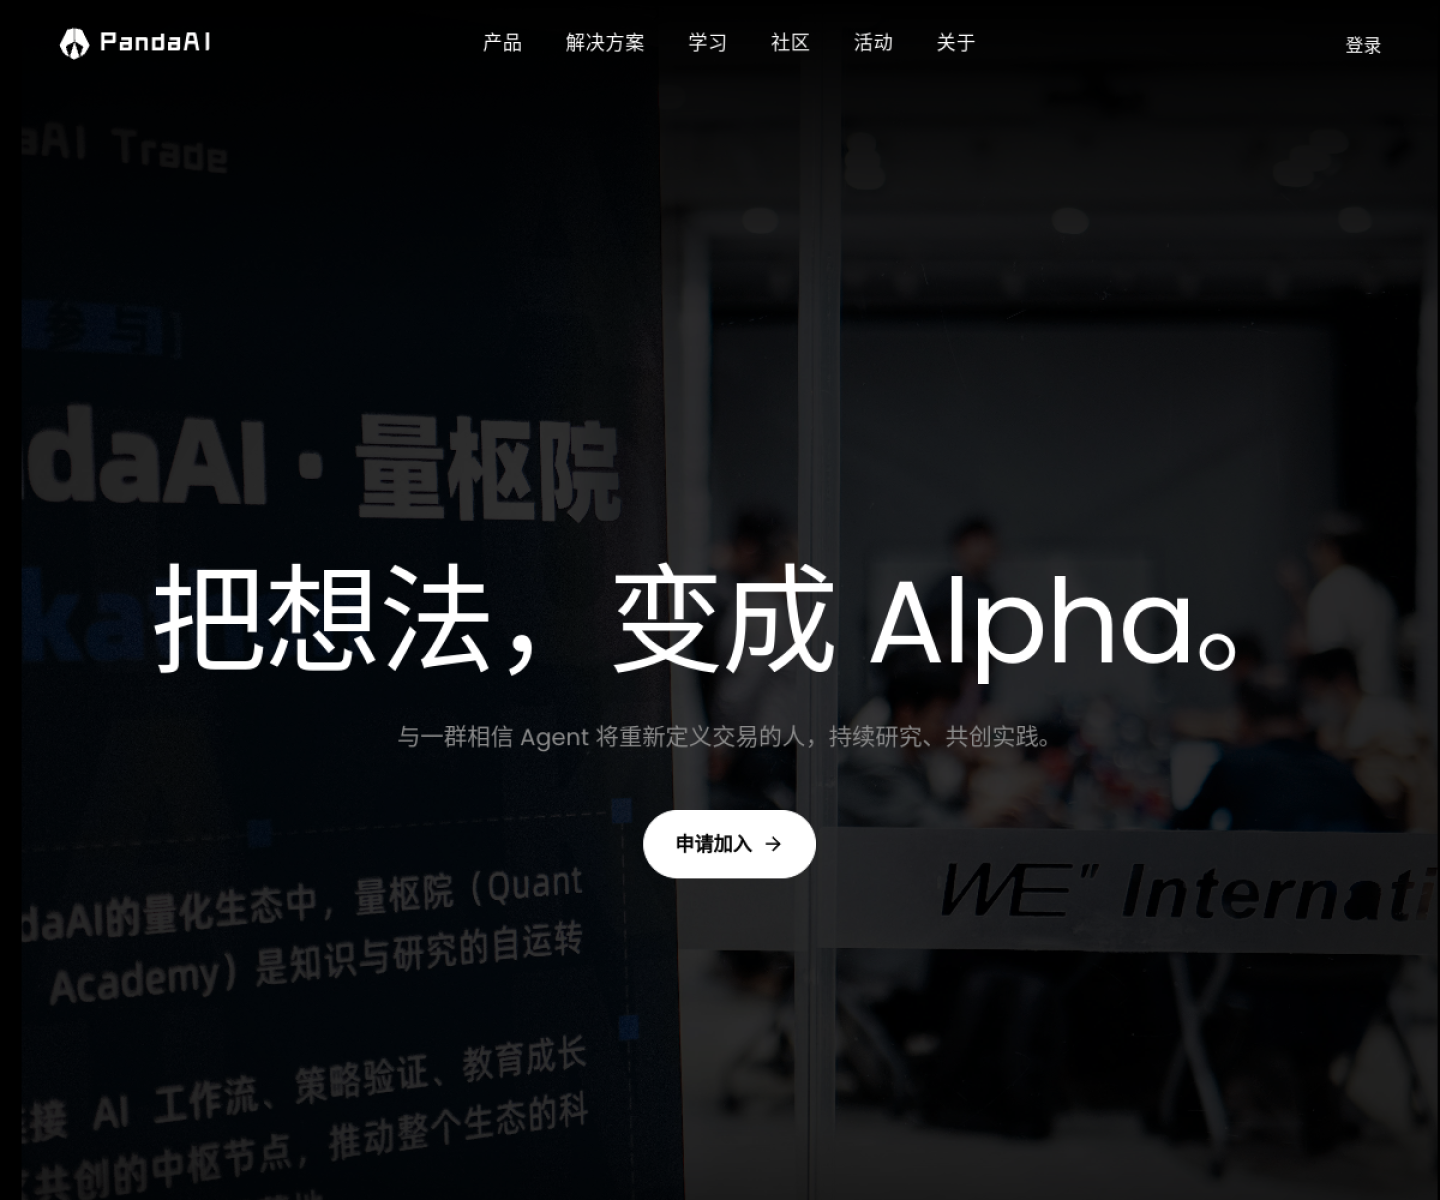 PandaAI
产品 解决方案 学习 社区 活动 关于
登录
aAI Trade
参与
daAI · 量枢院
把想法，变成 Alpha。
ka
与一群相信 Agent 将重新定义交易的人，持续研究、共创实践。
申请加入 →
daAI的量化生态中，量枢院（Quant
Academy）是知识与研究的自运转
WE" Internati
接 AI 工作流、策略验证、教育成长
共创的中枢节点，推动整个生态的科